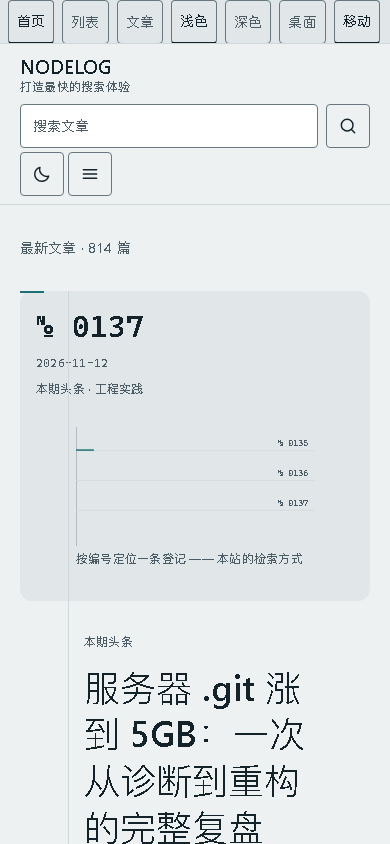 首页 列表 文章 浅色 深色 桌面 移动
NODELOG
打造最快的搜索体验
搜索文章
最新文章 · 814 篇
№ 0137
2026-11-12
本期头条 · 工程实践
№ 0135
№ 0136
№ 0137
按编号定位一条登记 —— 本站的检索方式
本期头条
服务器 .git 涨
到 5GB：一次
从诊断到重构
的完整复盘